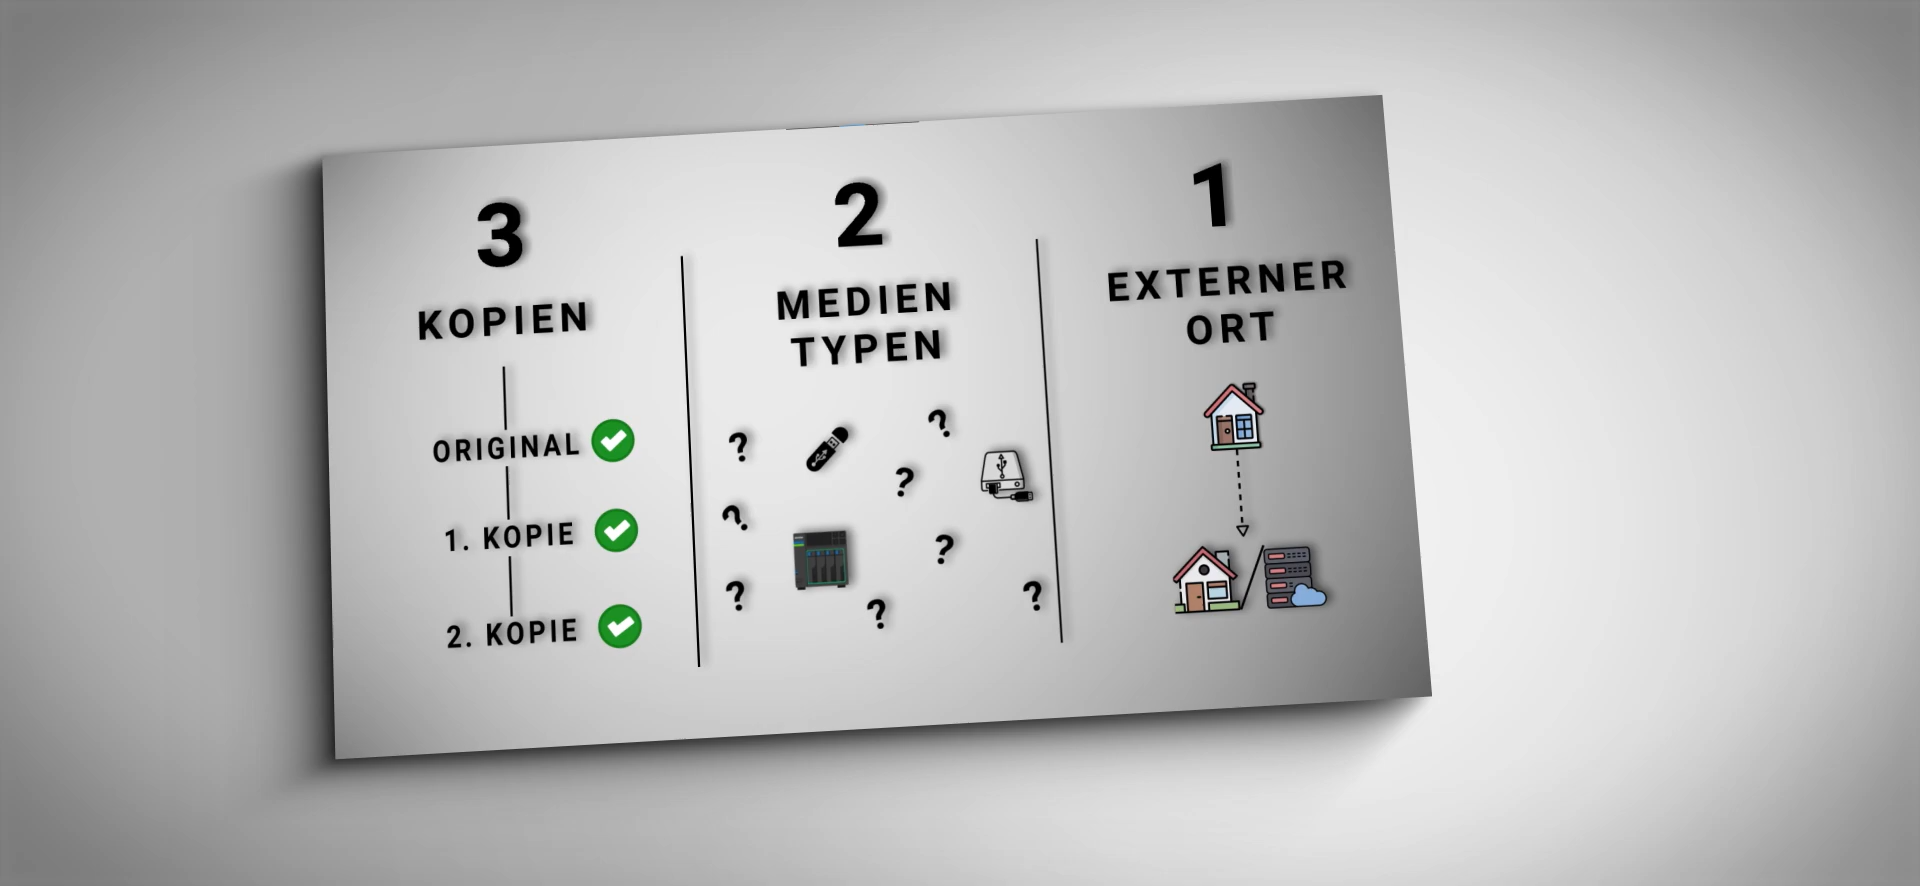 3
KOPIEN
ORIGINAL
1. KOPIE
2. KOPIE
2
MEDIEN
TYPEN
? ? ? ? ? ? ? ?
1
EXTERNER
ORT